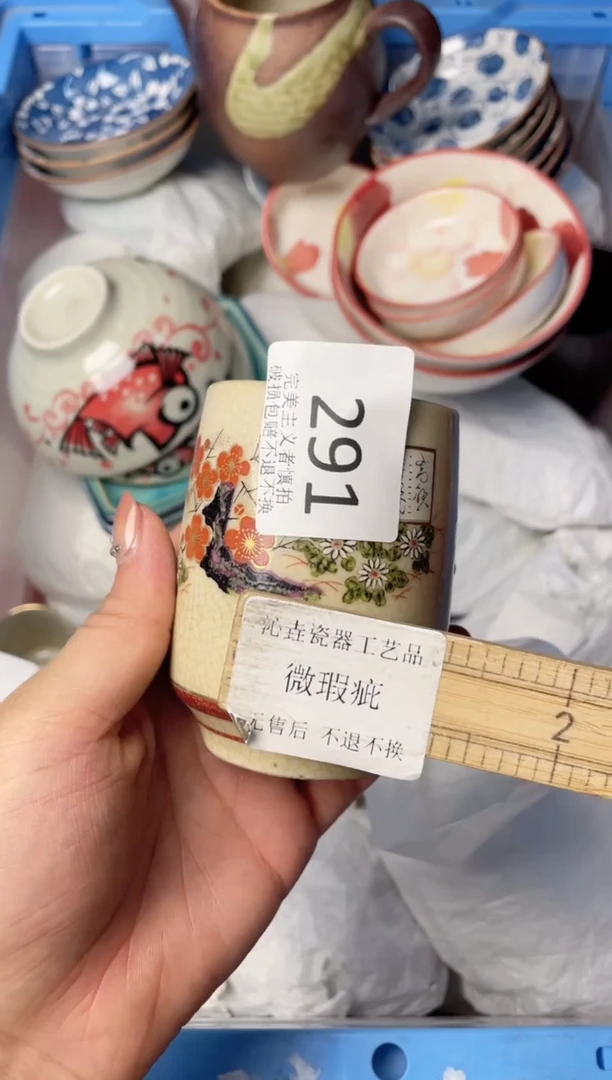 291
完美主义者慎拍
破损包赔不退不换
沁垚瓷器工艺品
微瑕疵
无售后 不退不换
2